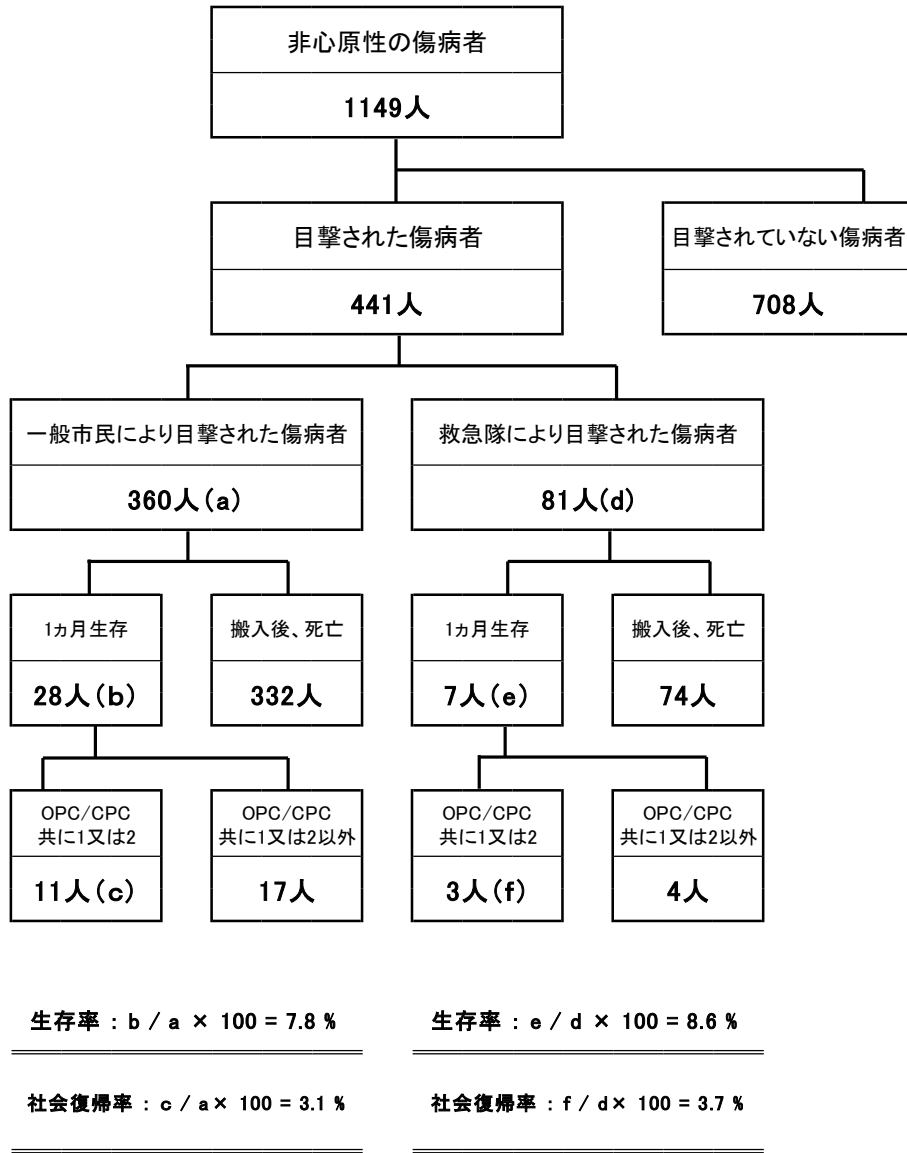 非心原性の傷病者
1149人
目撃された傷病者
441人
目撃されていない傷病者
708人
一般市民により目撃された傷病者
360人(a)
救急隊により目撃された傷病者
81人(d)
1ヵ月生存
28人(b)
搬入後、死亡
332人
1ヵ月生存
7人(e)
搬入後、死亡
74人
OPC/CPC
共に1又は2
11人(c)
OPC/CPC
共に1又は2以外
17人
OPC/CPC
共に1又は2
3人(f)
OPC/CPC
共に1又は2以外
4人
生存率 : b / a × 100 = 7.8 %
生存率 : e / d × 100 = 8.6 %
社会復帰率 : c / a× 100 = 3.1 %
社会復帰率 : f / d× 100 = 3.7 %